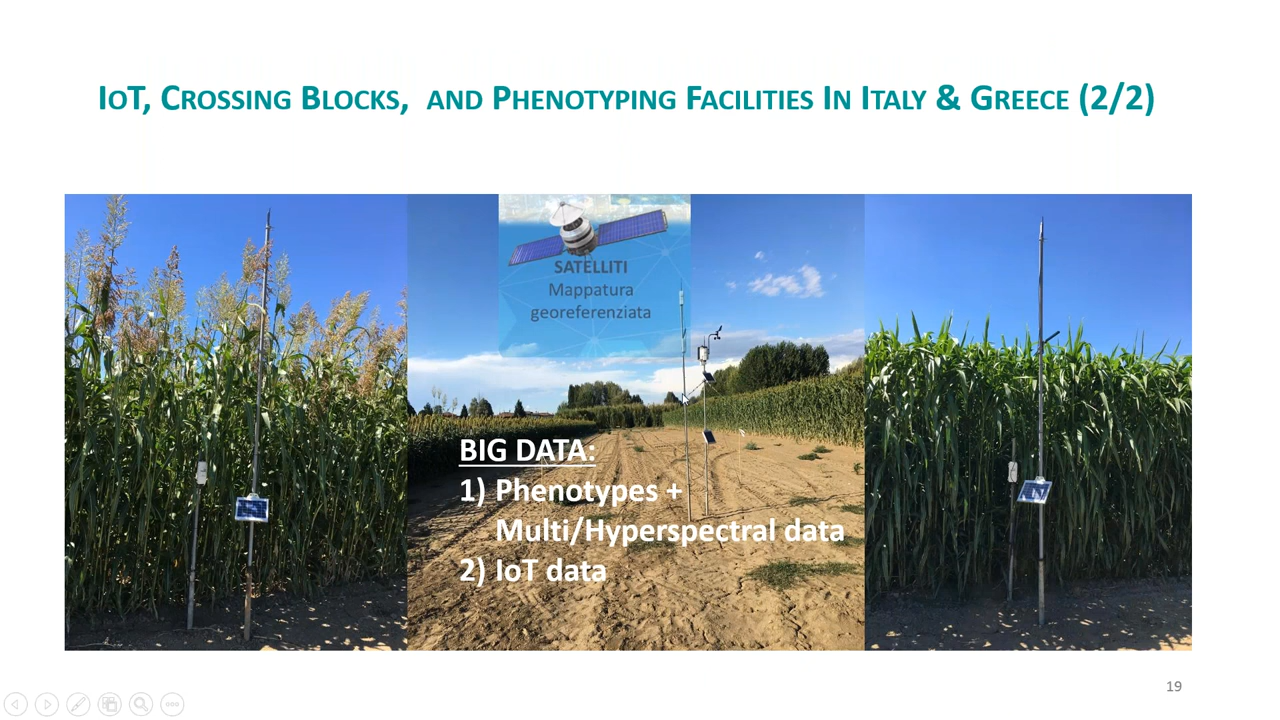 IoT, Crossing Blocks, and Phenotyping Facilities In Italy & Greece (2/2)
SATELLITI
Mappatura
georeferenziata
BIG DATA:
1) Phenotypes +
Multi/Hyperspectral data
2) IoT data
19